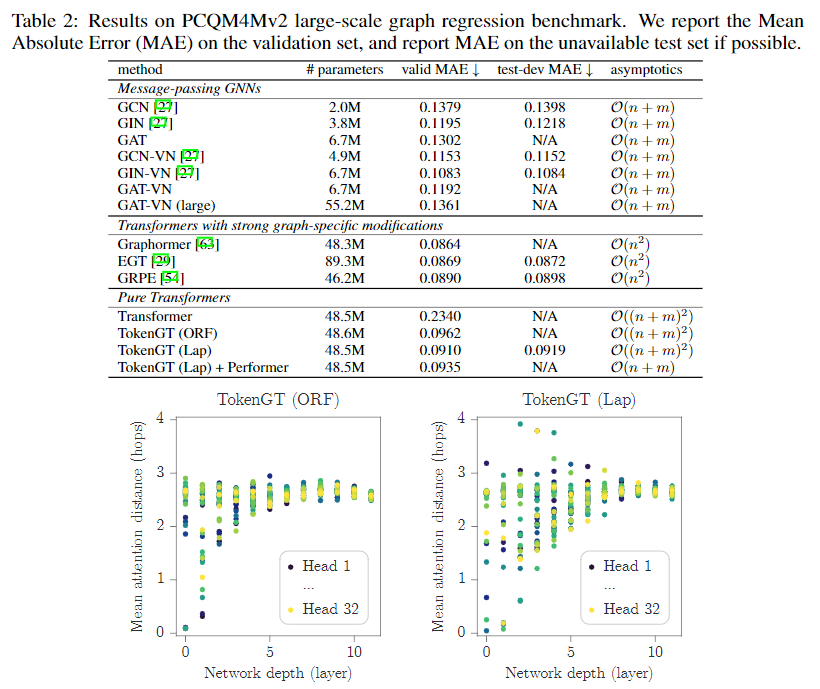 Table 2: Results on PCQM4Mv2 large-scale graph regression benchmark. We report the Mean
Absolute Error (MAE) on the validation set, and report MAE on the unavailable test set if possible.
method # parameters valid MAE ↓ test-dev MAE ↓ asymptotics
Message-passing GNNs
GCN [27] 2.0M 0.1379 0.1398 O(n + m)
GIN [27] 3.8M 0.1195 0.1218 O(n + m)
GAT 6.7M 0.1302 N/A O(n + m)
GCN-VN [27] 4.9M 0.1153 0.1152 O(n + m)
GIN-VN [27] 6.7M 0.1083 0.1084 O(n + m)
GAT-VN 6.7M 0.1192 N/A O(n + m)
GAT-VN (large) 55.2M 0.1361 N/A O(n + m)
Transformers with strong graph-specific modifications
Graphormer [63] 48.3M 0.0864 N/A O(n²)
EGT [29] 89.3M 0.0869 0.0872 O(n²)
GRPE [54] 46.2M 0.0890 0.0898 O(n²)
Pure Transformers
Transformer 48.5M 0.2340 N/A O((n + m)²)
TokenGT (ORF) 48.6M 0.0962 N/A O((n + m)²)
TokenGT (Lap) 48.5M 0.0910 0.0919 O((n + m)²)
TokenGT (Lap) + Performer 48.5M 0.0935 N/A O(n + m)
TokenGT (ORF)
Mean attention distance (hops)
4
3
2
1
0
Head 1
...
Head 32
0 5 10
Network depth (layer)
TokenGT (Lap)
Mean attention distance (hops)
4
3
2
1
0
Head 1
...
Head 32
0 5 10
Network depth (layer)